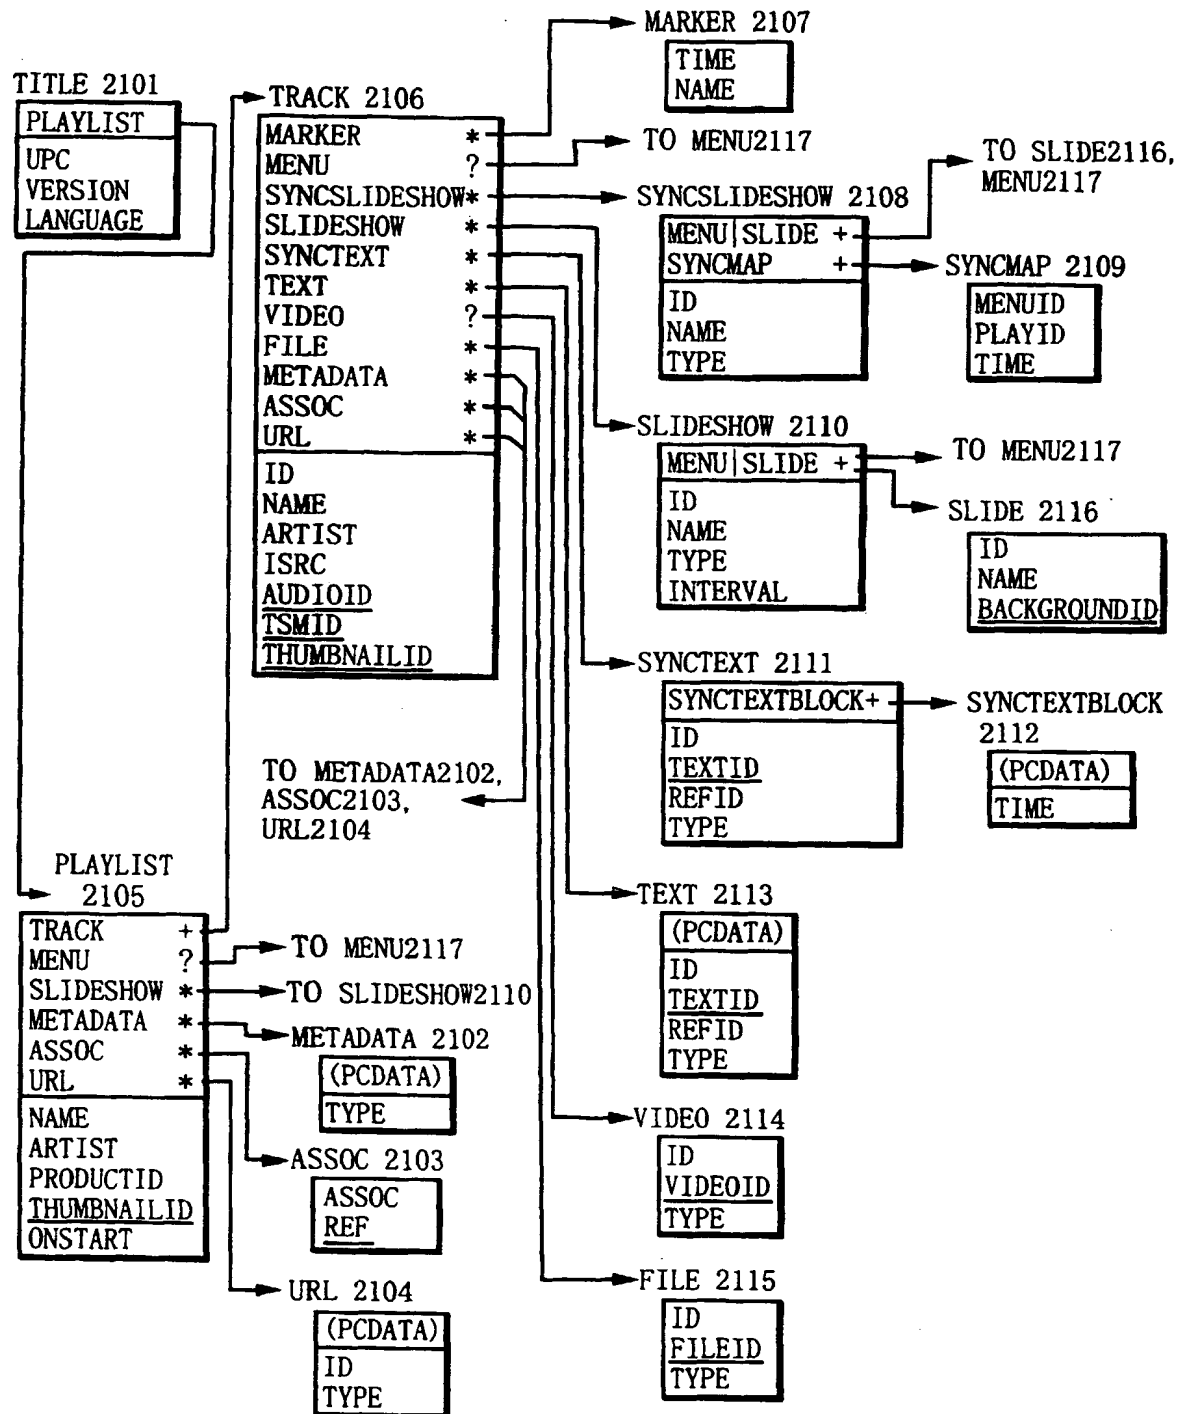 TITLE 2101
PLAYLIST
UPC
VERSION
LANGUAGE
TRACK 2106
MARKER *
MENU ?
SYNCSLIDESHOW*
SLIDESHOW *
SYNCTEXT *
TEXT *
VIDEO ?
FILE *
METADATA *
ASSOC *
URL *
ID
NAME
ARTIST
ISRC
AUDIOID
TSMID
THUMBNAILID
TO METADATA2102,
ASSOC2103,
URL2104
PLAYLIST
2105
TRACK +
MENU ?
SLIDESHOW *
METADATA *
ASSOC *
URL *
NAME
ARTIST
PRODUCTID
THUMBNAILID
ONSTART
TO MENU2117
TO SLIDESHOW2110
METADATA 2102
(PCDATA)
TYPE
ASSOC 2103
ASSOC
REF
URL 2104
(PCDATA)
ID
TYPE
MARKER 2107
TIME
NAME
TO MENU2117
SYNCSLIDESHOW 2108
MENU|SLIDE +
SYNCMAP +
ID
NAME
TYPE
TO SLIDE2116,
MENU2117
SYNCMAP 2109
MENUID
PLAYID
TIME
SLIDESHOW 2110
MENU|SLIDE +
ID
NAME
TYPE
INTERVAL
TO MENU2117
SLIDE 2116
ID
NAME
BACKGROUNDID
SYNCTEXT 2111
SYNCTEXTBLOCK+
ID
TEXTID
REFID
TYPE
SYNCTEXTBLOCK
2112
(PCDATA)
TIME
TEXT 2113
(PCDATA)
ID
TEXTID
REFID
TYPE
VIDEO 2114
ID
VIDEOID
TYPE
FILE 2115
ID
FILEID
TYPE